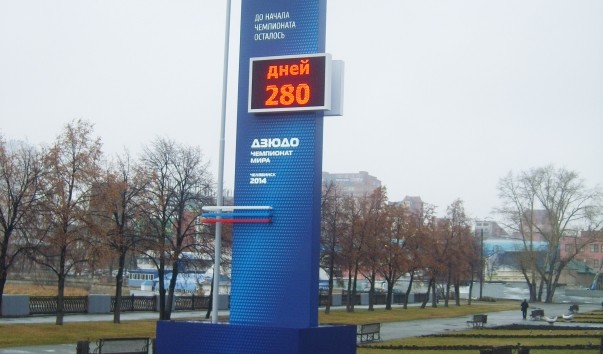 ДО НАЧАЛА
ЧЕМПИОНАТА
ОСТАЛОСЬ
дней
280
ДЗЮДО
ЧЕМПИОНАТ
МИРА
ЧЕЛЯБИНСК
2014